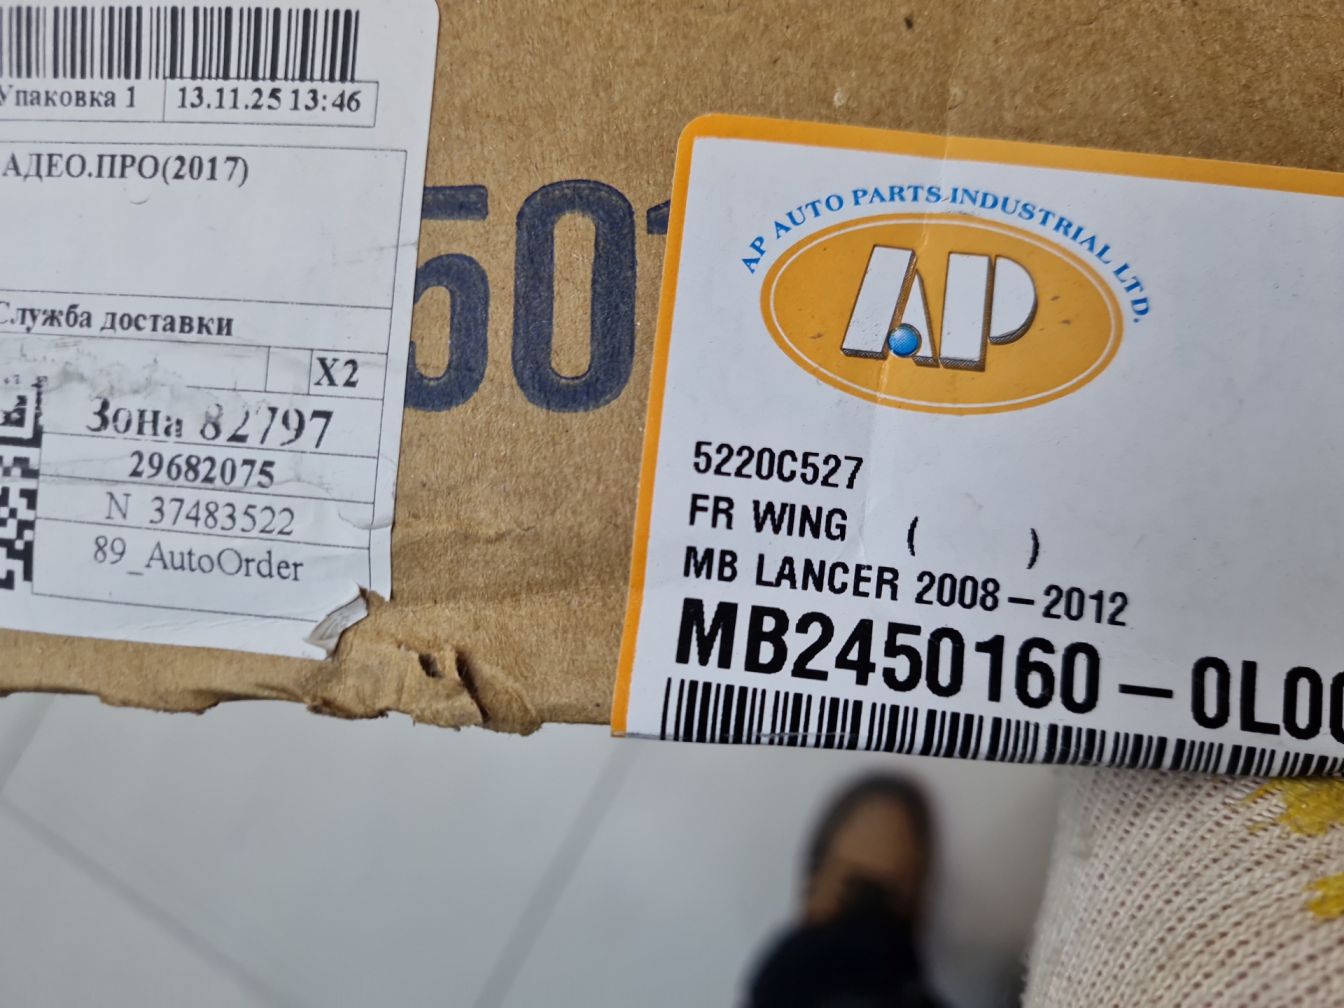 Упаковка 1 13.11.25 13:46
АДЕО.ПРО(2017)
Служба доставки
X2
Зона 82797
29682075
N 37483522
89_AutoOrder
50
AP AUTO PARTS INDUSTRIAL LTD.
AP
5220C527
FR WING ( )
MB LANCER 2008-2012
MB2450160-0L0